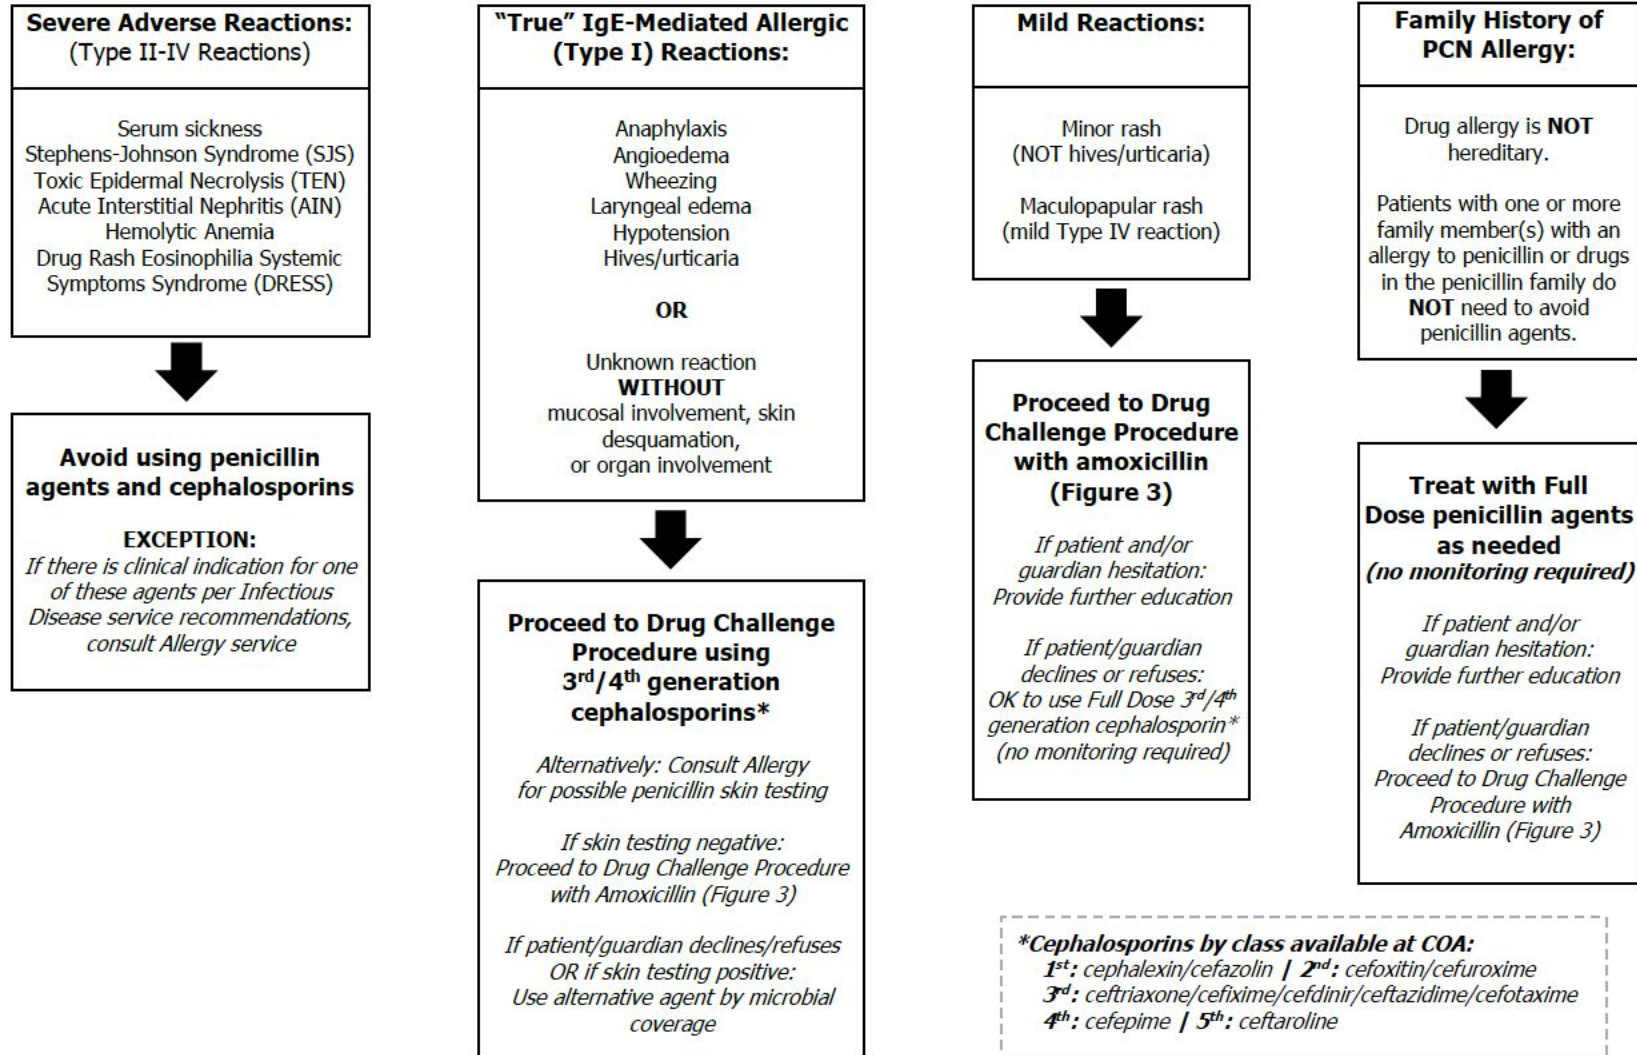 Severe Adverse Reactions:
(Type II-IV Reactions)
Serum sickness
Stephens-Johnson Syndrome (SJS)
Toxic Epidermal Necrolysis (TEN)
Acute Interstitial Nephritis (AIN)
Hemolytic Anemia
Drug Rash Eosinophilia Systemic
Symptoms Syndrome (DRESS)
Avoid using penicillin
agents and cephalosporins
EXCEPTION:
If there is clinical indication for one
of these agents per Infectious
Disease service recommendations,
consult Allergy service
“True” IgE-Mediated Allergic
(Type I) Reactions:
Anaphylaxis
Angioedema
Wheezing
Laryngeal edema
Hypotension
Hives/urticaria
OR
Unknown reaction
WITHOUT
mucosal involvement, skin
desquamation,
or organ involvement
Proceed to Drug Challenge
Procedure using
3rd/4th generation
cephalosporins*
Alternatively: Consult Allergy
for possible penicillin skin testing
If skin testing negative:
Proceed to Drug Challenge Procedure
with Amoxicillin (Figure 3)
If patient/guardian declines/refuses
OR if skin testing positive:
Use alternative agent by microbial
coverage
Mild Reactions:
Minor rash
(NOT hives/urticaria)
Maculopapular rash
(mild Type IV reaction)
Proceed to Drug
Challenge Procedure
with amoxicillin
(Figure 3)
If patient and/or
guardian hesitation:
Provide further education
If patient/guardian
declines or refuses:
OK to use Full Dose 3rd/4th
generation cephalosporin*
(no monitoring required)
Family History of
PCN Allergy:
Drug allergy is NOT
hereditary.
Patients with one or more
family member(s) with an
allergy to penicillin or drugs
in the penicillin family do
NOT need to avoid
penicillin agents.
Treat with Full
Dose penicillin agents
as needed
(no monitoring required)
If patient and/or
guardian hesitation:
Provide further education
If patient/guardian
declines or refuses:
Proceed to Drug Challenge
Procedure with
Amoxicillin (Figure 3)
*Cephalosporins by class available at COA:
1st: cephalexin/cefazolin | 2nd: cefoxitin/cefuroxime
3rd: ceftriaxone/cefixime/cefdinir/ceftazidime/cefotaxime
4th: cefepime | 5th: ceftaroline